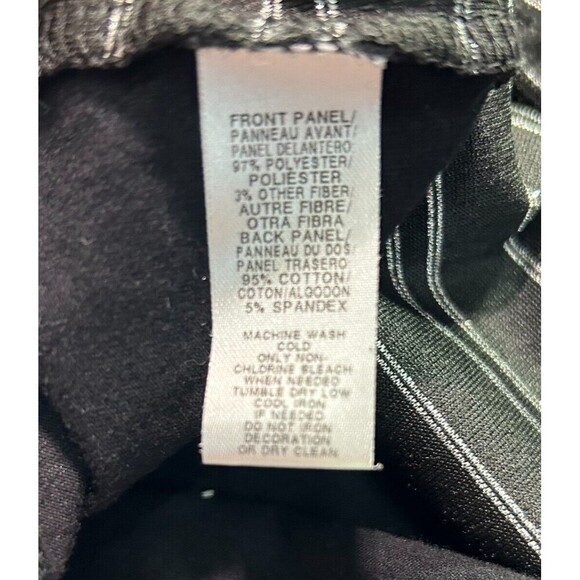 FRONT PANEL/
PANNEAU AVANT/
PANEL DELANTERO:
97% POLYESTER/
POLIÈSTER
3% OTHER FIBER/
AUTRE FIBRE/
OTRA FIBRA
BACK PANEL/
PANNEAU DU DOS/
PANEL TRASERO
95% COTTON/
COTON/ALGODON
5% SPANDEX
MACHINE WASH
COLD
ONLY NON-
CHLORINE BLEACH
WHEN NEEDED
TUMBLE DRY LOW
COOL IRON
IF NEEDED
DO NOT IRON
DECORATION
OR DRY CLEAN